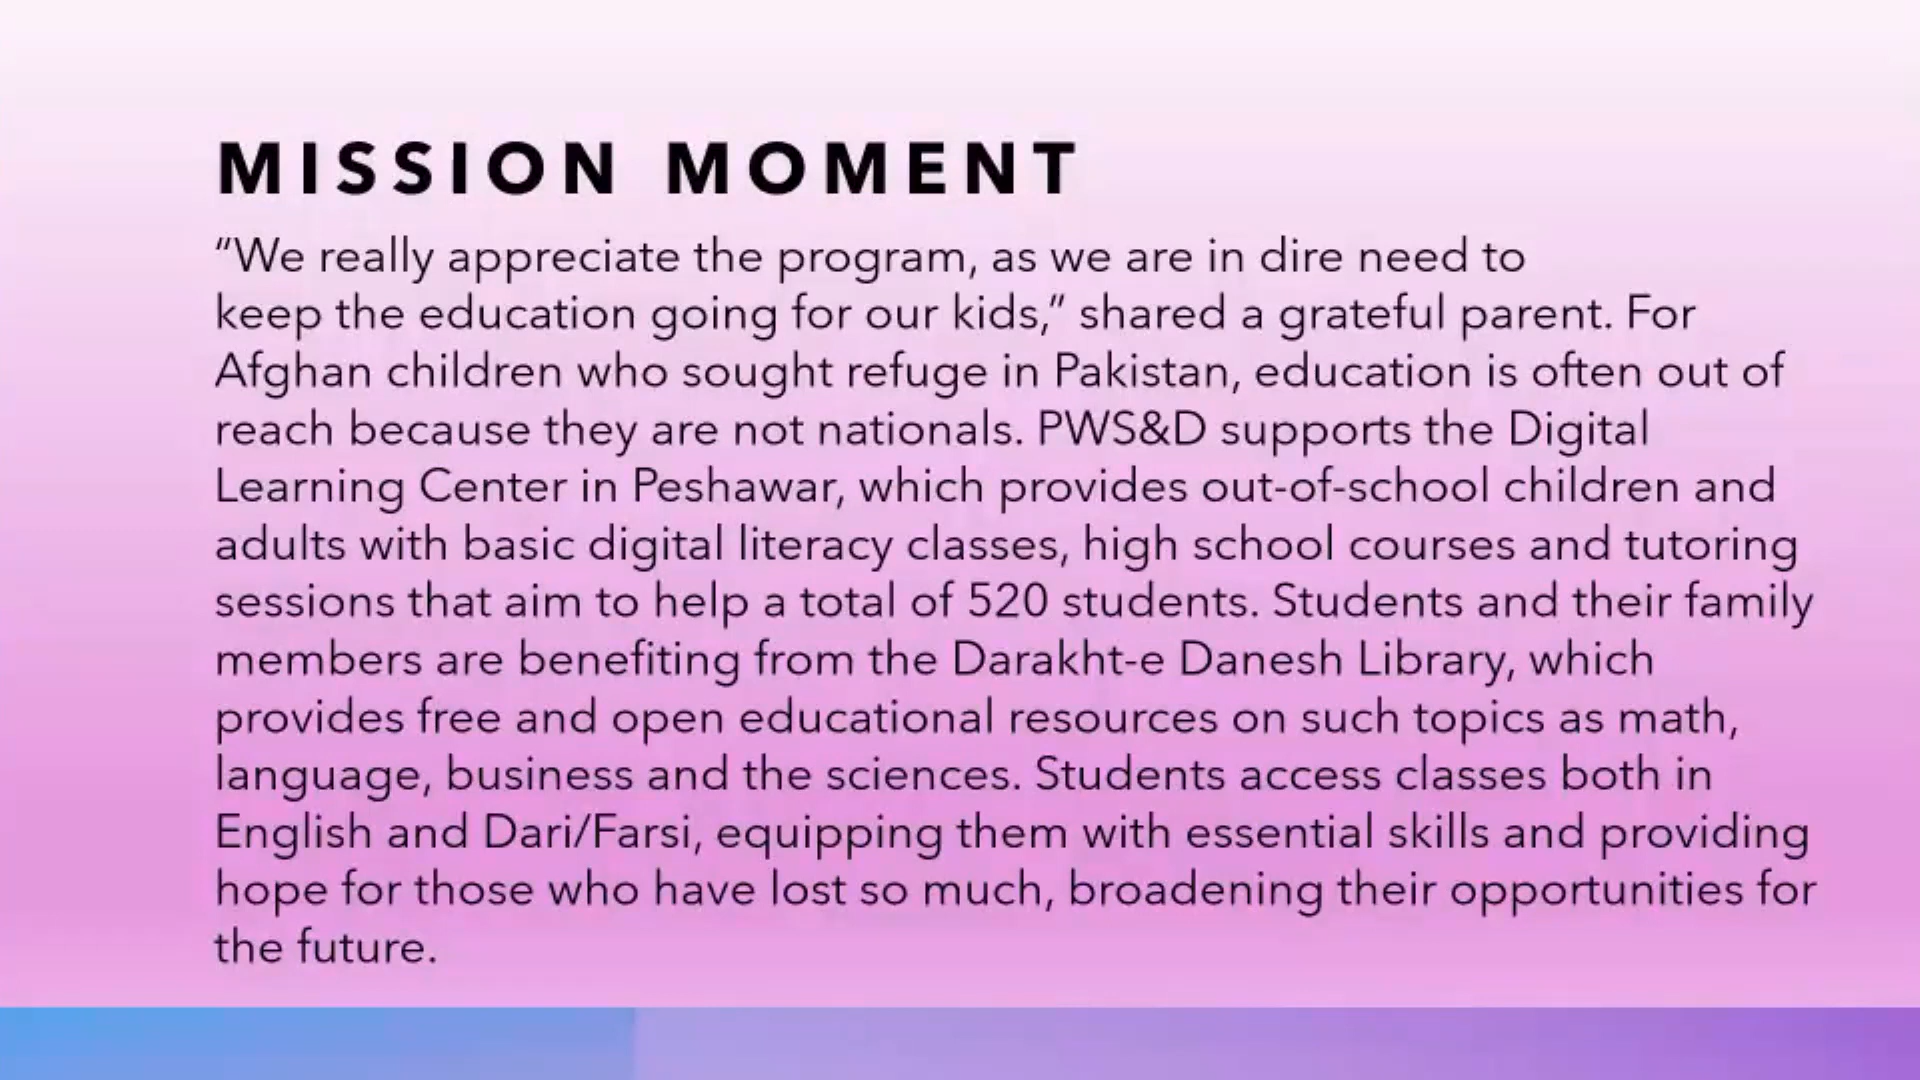 MISSION MOMENT
“We really appreciate the program, as we are in dire need to
keep the education going for our kids,” shared a grateful parent. For
Afghan children who sought refuge in Pakistan, education is often out of
reach because they are not nationals. PWS&D supports the Digital
Learning Center in Peshawar, which provides out-of-school children and
adults with basic digital literacy classes, high school courses and tutoring
sessions that aim to help a total of 520 students. Students and their family
members are benefiting from the Darakht-e Danesh Library, which
provides free and open educational resources on such topics as math,
language, business and the sciences. Students access classes both in
English and Dari/Farsi, equipping them with essential skills and providing
hope for those who have lost so much, broadening their opportunities for
the future.